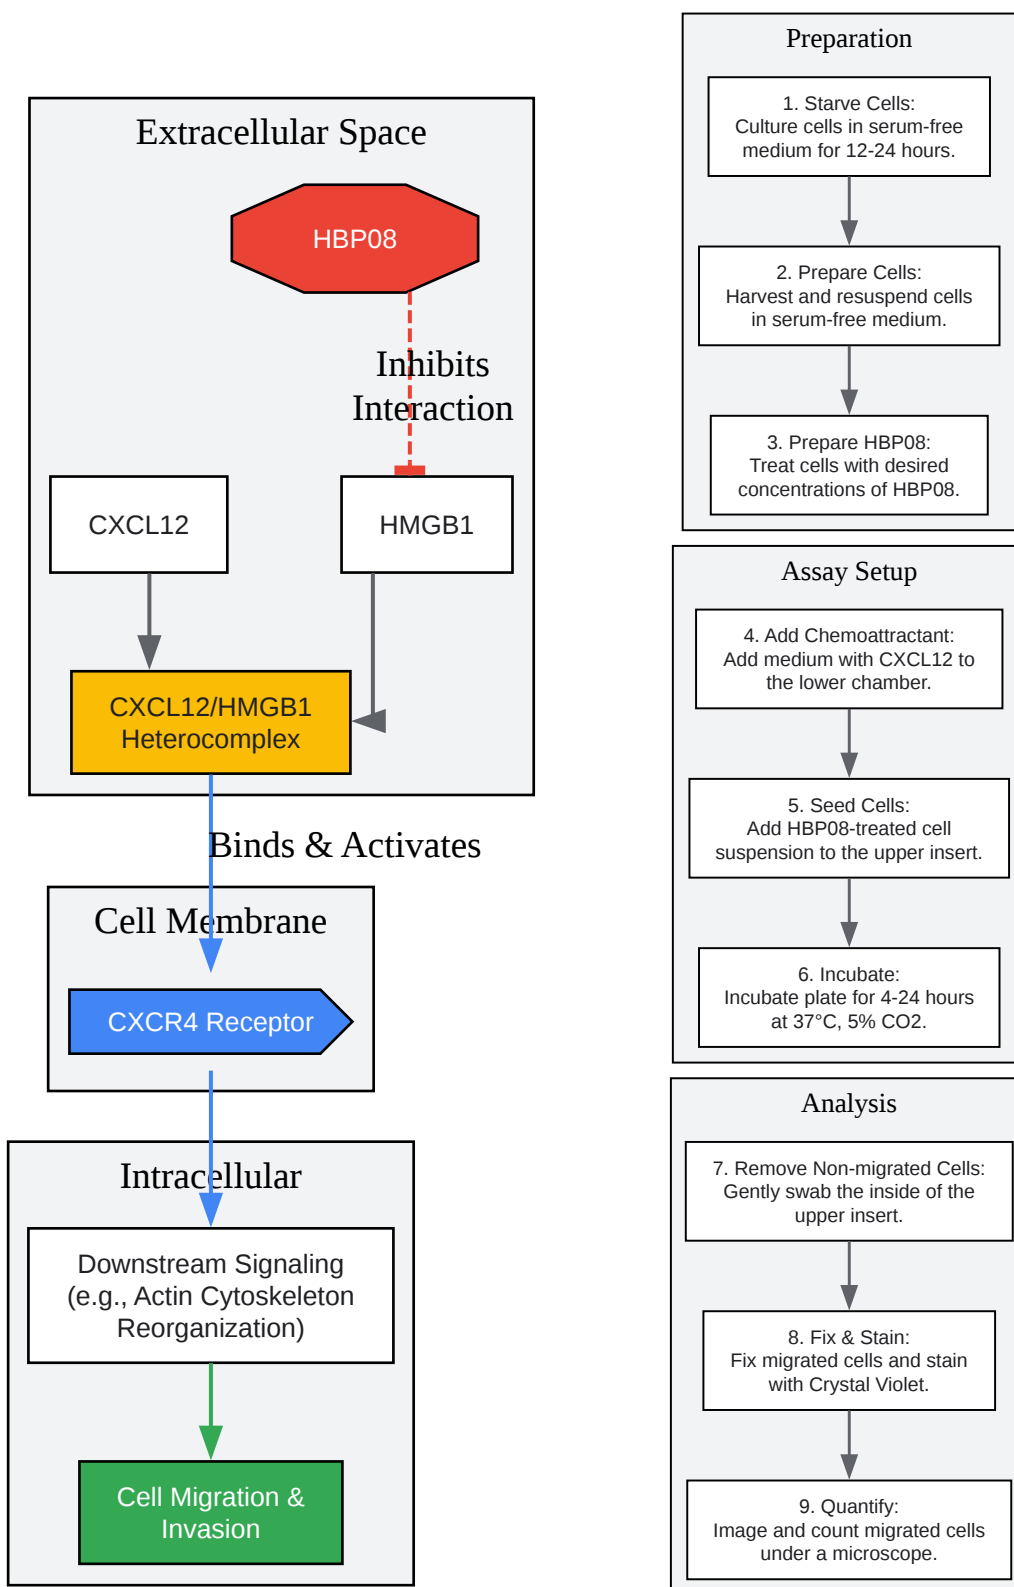 Extracellular Space
HBP08
Inhibits
Interaction
CXCL12
HMGB1
CXCL12/HMGB1
Heterocomplex
Binds & Activates
Cell Membrane
CXCR4 Receptor
Intracellular
Downstream Signaling
(e.g., Actin Cytoskeleton
Reorganization)
Cell Migration &
Invasion
Preparation
1. Starve Cells:
Culture cells in serum-free
medium for 12-24 hours.
2. Prepare Cells:
Harvest and resuspend cells
in serum-free medium.
3. Prepare HBP08:
Treat cells with desired
concentrations of HBP08.
Assay Setup
4. Add Chemoattractant:
Add medium with CXCL12 to
the lower chamber.
5. Seed Cells:
Add HBP08-treated cell
suspension to the upper insert.
6. Incubate:
Incubate plate for 4-24 hours
at 37°C, 5% CO2.
Analysis
7. Remove Non-migrated Cells:
Gently swab the inside of the
upper insert.
8. Fix & Stain:
Fix migrated cells and stain
with Crystal Violet.
9. Quantify:
Image and count migrated cells
under a microscope.